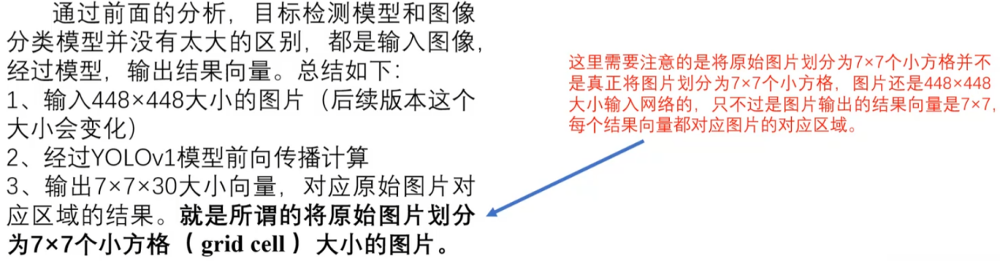 通过前面的分析，目标检测模型和图像
分类模型并没有太大的区别，都是输入图像，
经过模型，输出结果向量。总结如下：
1、输入448×448大小的图片（后续版本这个
大小会变化）
2、经过YOLOv1模型前向传播计算
3、输出7×7×30大小向量，对应原始图片对
应区域的结果。就是所谓的将原始图片划分
为7×7个小方格（grid cell）大小的图片。
这里需要注意的是将原始图片划分为7×7个小方格并不
是真正将图片划分为7×7个小方格，图片还是448×448
大小输入网络的，只不过是图片输出的结果向量是7×7，
每个结果向量都对应图片的对应区域。